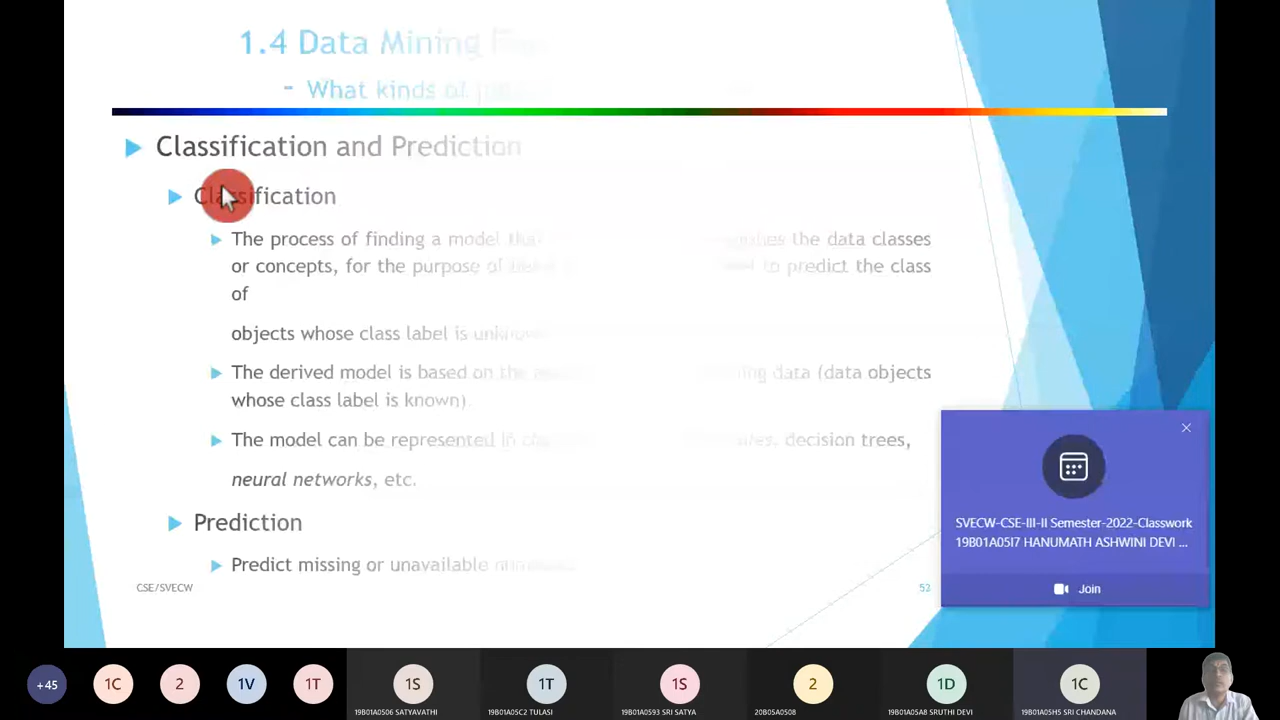 1.4 Data Mining
- What kinds of
Classification and Prediction
Classification
The process of finding a model that the data classes
or concepts, for the purpose of to predict the class
of
objects whose class label is unknown
The derived model is based on the data (data objects
whose class label is known).
The model can be represented in decision trees,
neural networks, etc.
Prediction
Predict missing or unavailable
CSE/SVECW
53
SVECW-CSE-III-II Semester-2022-Classwork
19B01A05I7 HANUMATH ASHWINI DEVI ...
Join
+45
1C
2
1V
1T
1S
1T
1S
2
1D
1C
19B01A0506 SATYAVATHI
19B01A05C2 TULASI
19B01A0593 SRI SATYA
20B05A0508
19B01A05A8 SRUTHI DEVI
19B01A05H5 SRI CHANDANA